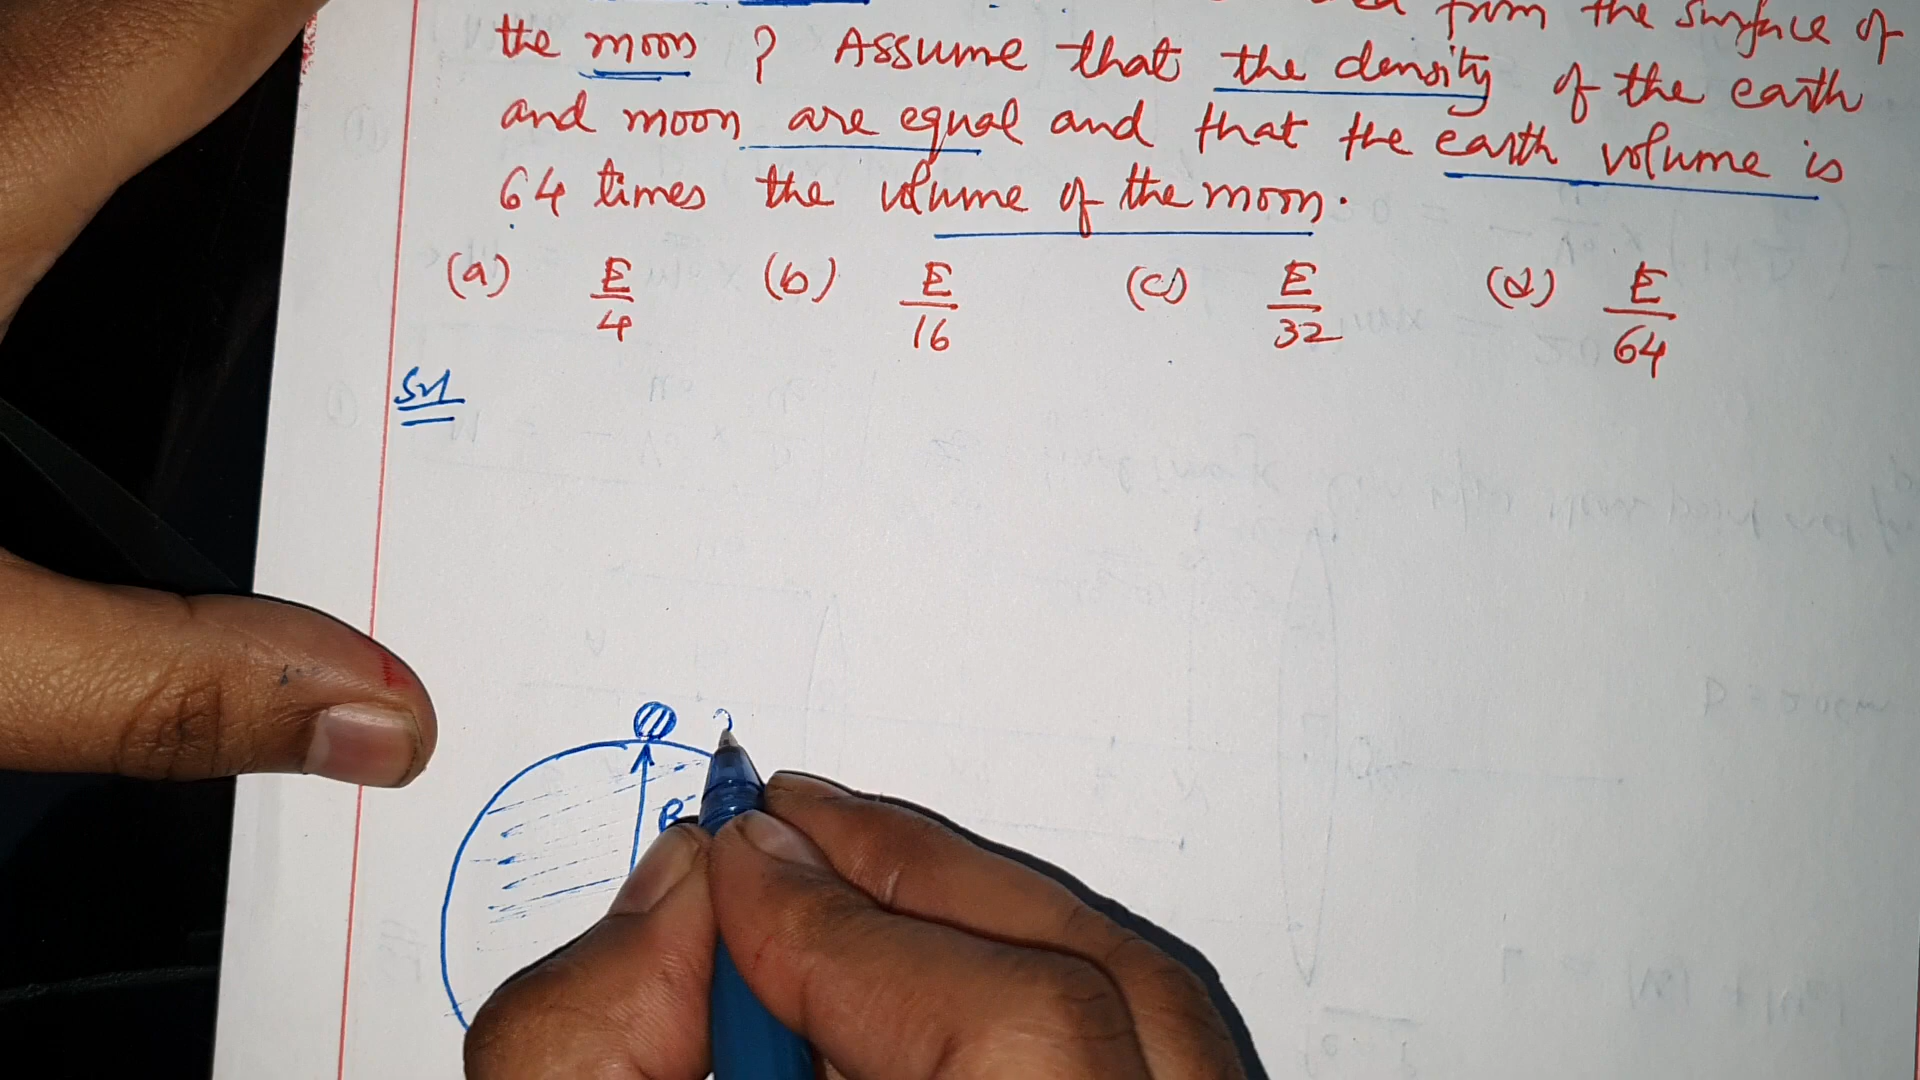 from the surface of
the moon ? Assume that the density of the earth
and moon are equal and that the earth volume is
64 times the volume of the moon.
(a) E/4 (b) E/16 (c) E/32 (d) E/64
Sol
R